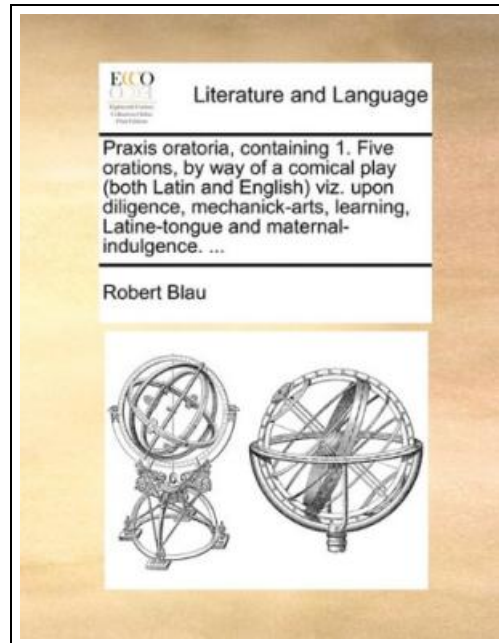 ECCO
Literature and Language
Praxis oratoria, containing 1. Five
orations, by way of a comical play
(both Latin and English) viz. upon
diligence, mechanick-arts, learning,
Latine-tongue and maternal-
indulgence. ...
Robert Blau